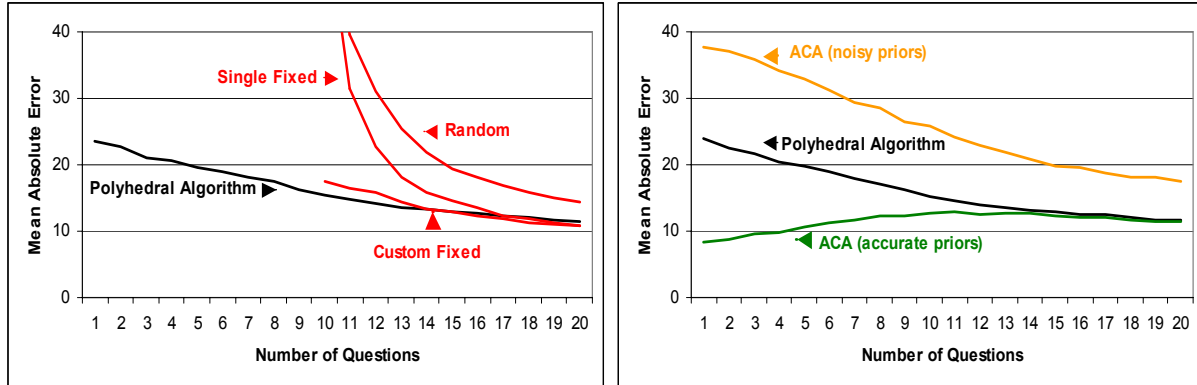 40
30
20
10
0
Mean Absolute Error
Single Fixed
Random
Polyhedral Algorithm
Custom Fixed
1 2 3 4 5 6 7 8 9 10 11 12 13 14 15 16 17 18 19 20
Number of Questions
40
30
20
10
0
Mean Absolute Error
ACA (noisy priors)
Polyhedral Algorithm
ACA (accurate priors)
1 2 3 4 5 6 7 8 9 10 11 12 13 14 15 16 17 18 19 20
Number of Questions